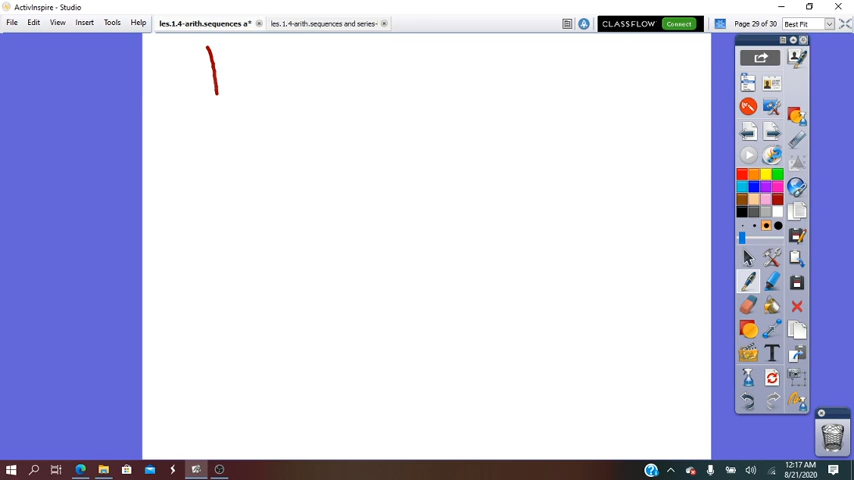 ActivInspire - Studio
File Edit View Insert Tools Help
les.1.4-arith.sequences a* les.1.4-arith.sequences and series-
CLASSFLOW Connect
Page 29 of 30 Best Fit
T
12:17 AM
8/21/2020